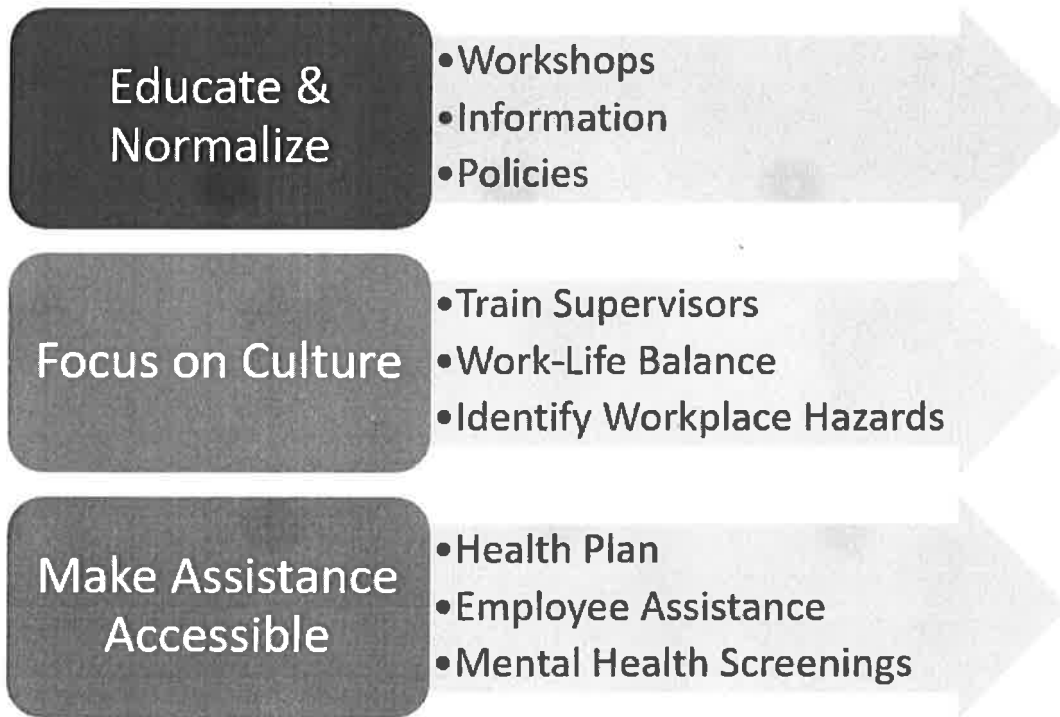 Educate &
Normalize
•Workshops
•Information
•Policies
Focus on Culture
•Train Supervisors
•Work-Life Balance
•Identify Workplace Hazards
Make Assistance
Accessible
•Health Plan
•Employee Assistance
•Mental Health Screenings